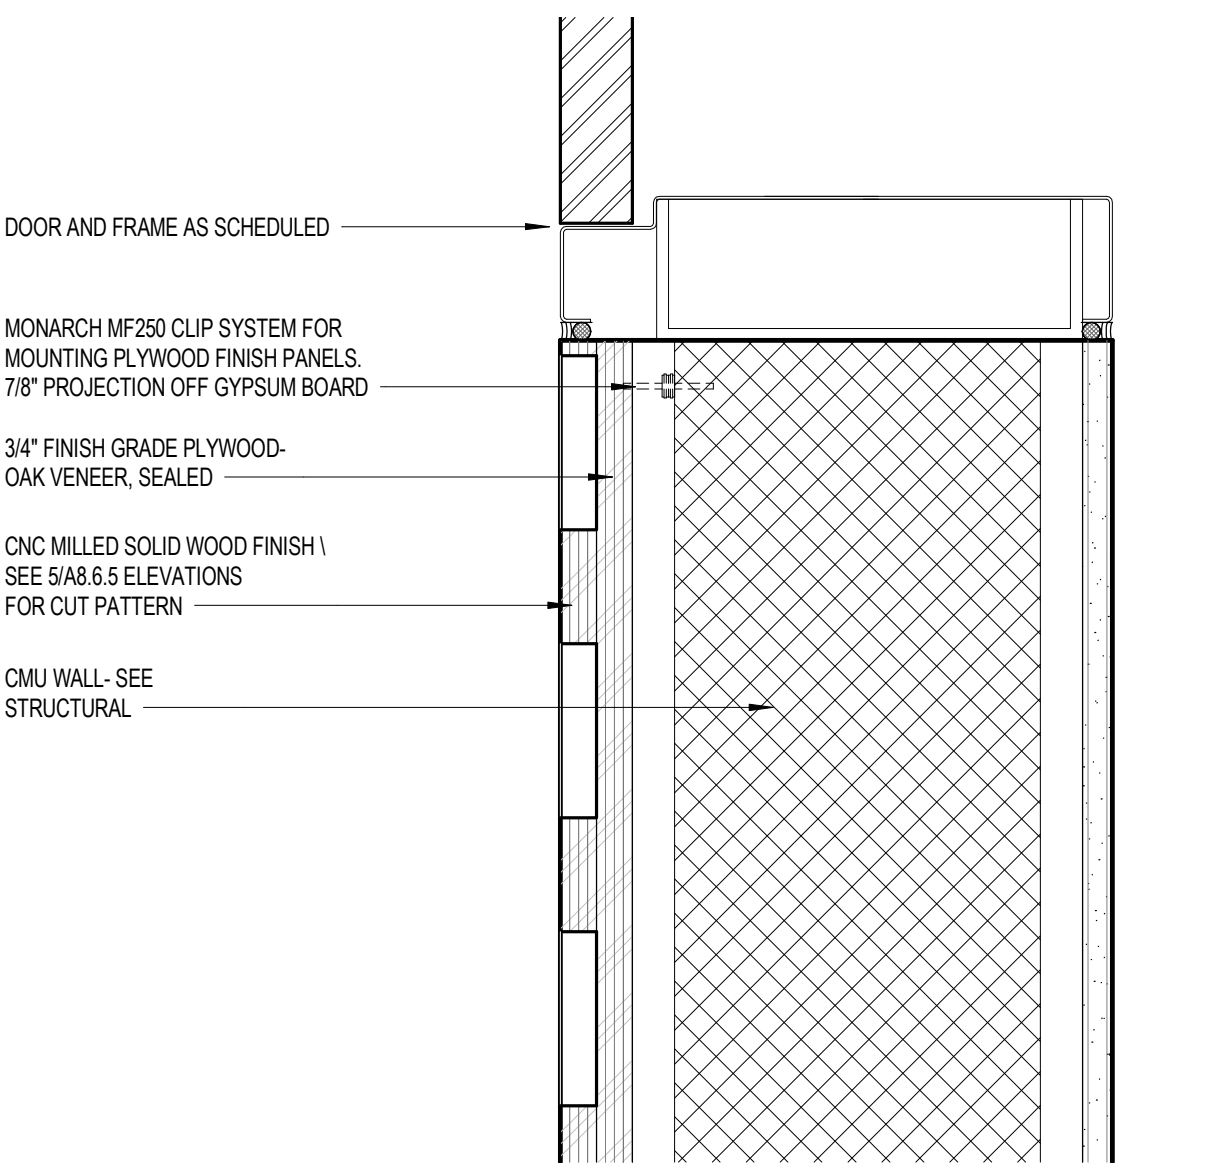 DOOR AND FRAME AS SCHEDULED
MONARCH MF250 CLIP SYSTEM FOR
MOUNTING PLYWOOD FINISH PANELS.
7/8" PROJECTION OFF GYPSUM BOARD
3/4" FINISH GRADE PLYWOOD-
OAK VENEER, SEALED
CNC MILLED SOLID WOOD FINISH \
SEE 5/A8.6.5 ELEVATIONS
FOR CUT PATTERN
CMU WALL- SEE
STRUCTURAL